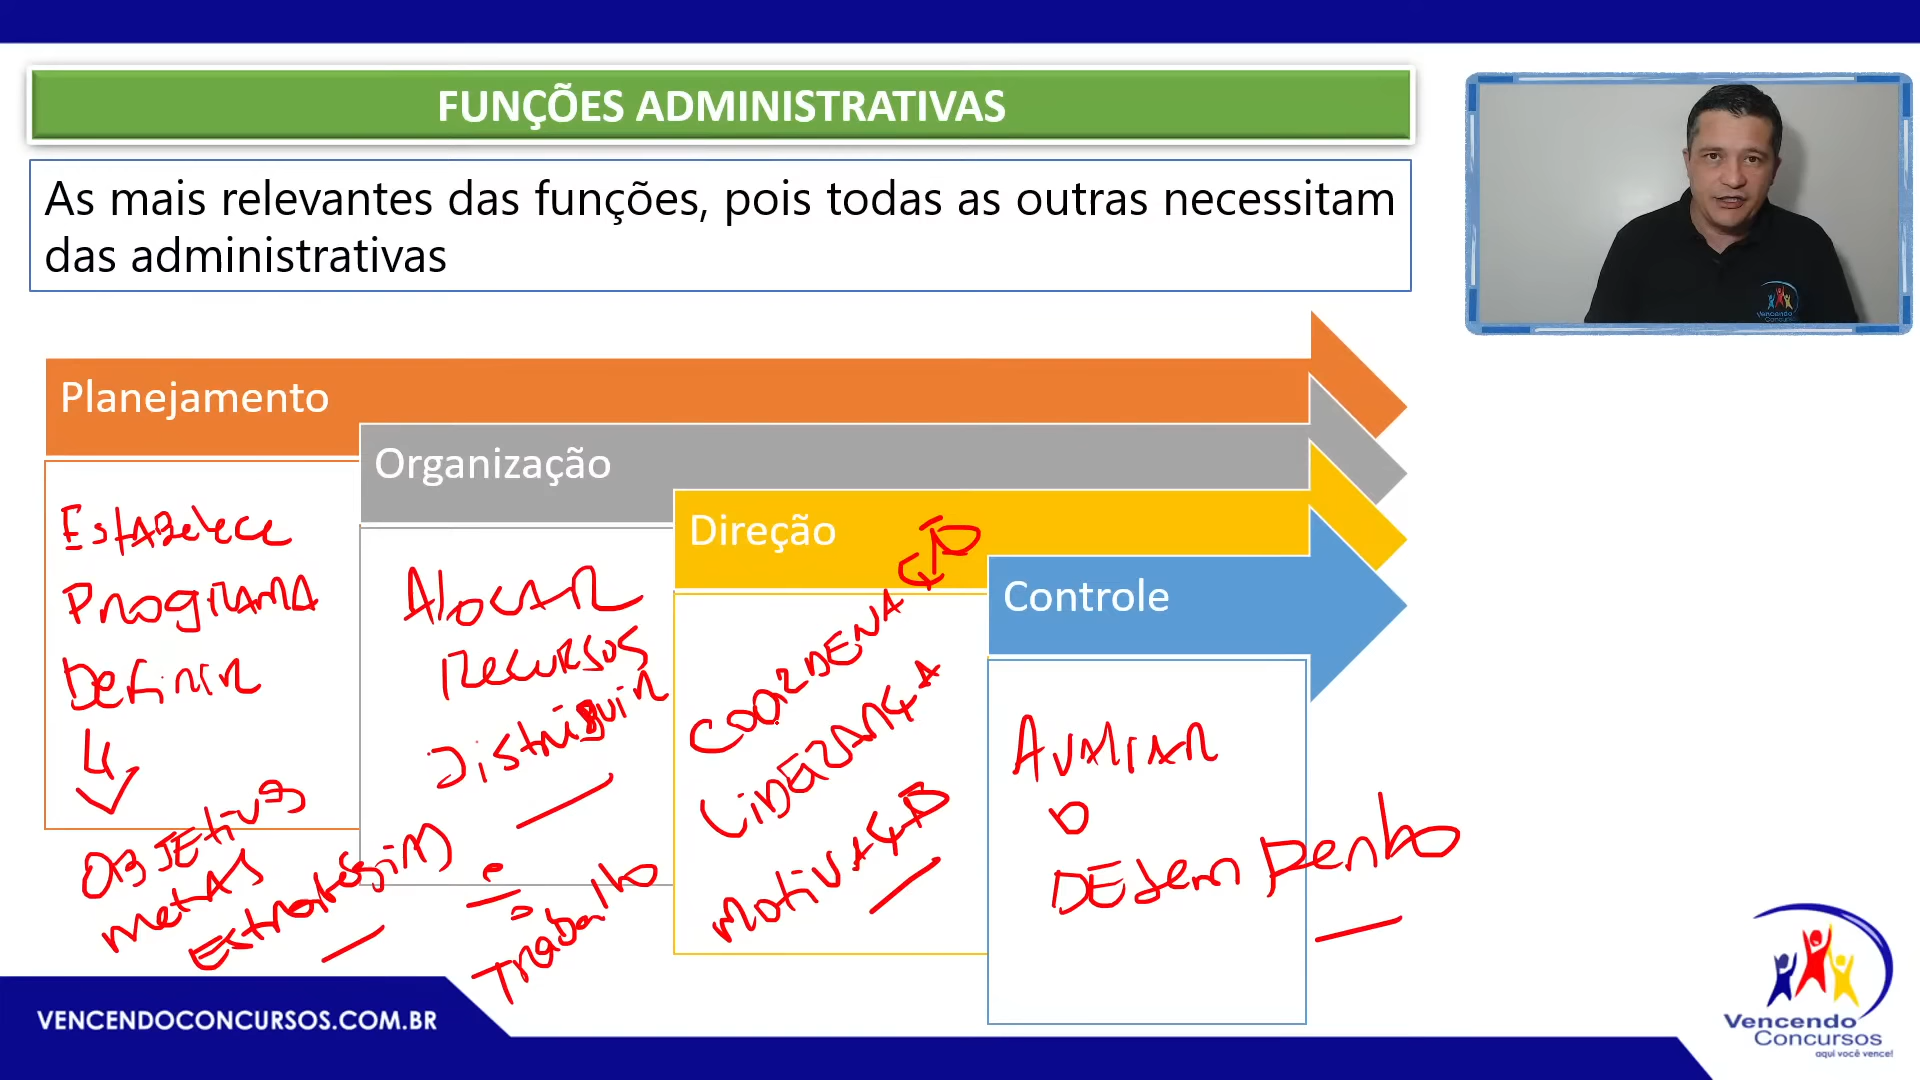 FUNÇÕES ADMINISTRATIVAS
As mais relevantes das funções, pois todas as outras necessitam
das administrativas
Planejamento
Estabelece
Programa
Definir
Objetivos
metas
Estratégias
Organização
Alocar
Recursos
Distribuir
o
Trabalho
Direção
Coordenação
Liderança
Motivação
Controle
Avaliar
o
Desempenho
Vencendo
Concursos
VENCENDOCONCURSOS.COM.BR
Vencendo
Concursos
aqui você vence!